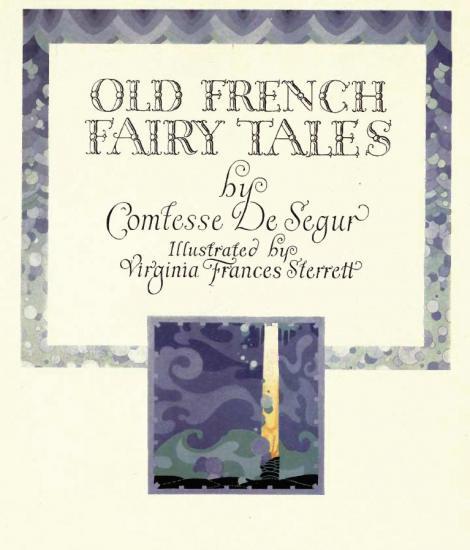 OLD FRENCH
FAIRY TALES
by
Comtesse De Segur
Illustrated by
Virginia Frances Sterrett